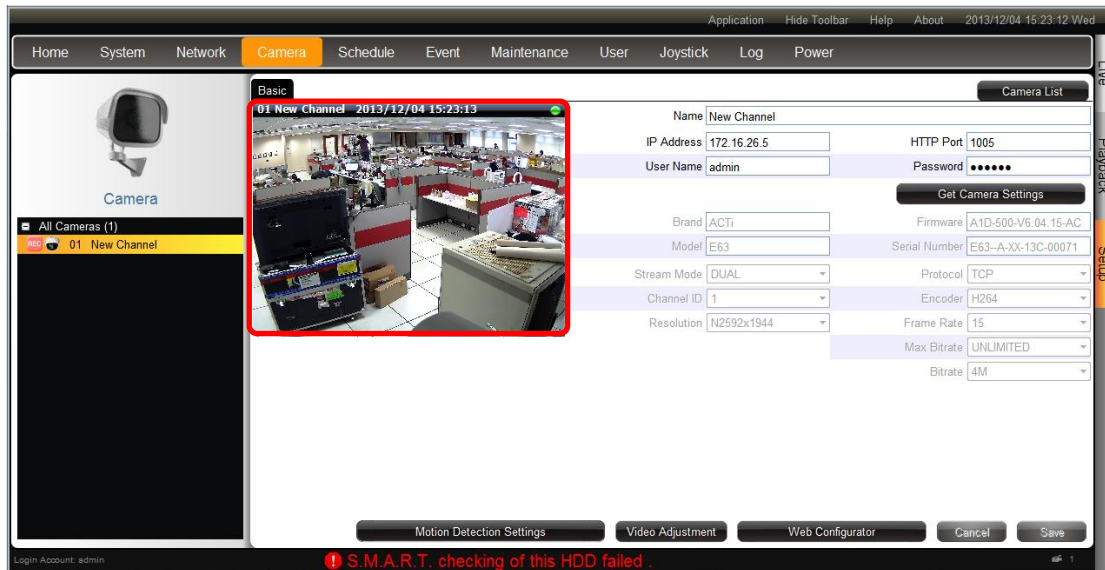 Application Hide Toolbar Help About 2013/12/04 15:23:12 Wed
Home System Network Camera Schedule Event Maintenance User Joystick Log Power
Live
Playback
Setup
Camera
All Cameras (1)
REC 01 New Channel
Basic
Camera List
01 New Channel 2013/12/04 15:23:13
Name New Channel
IP Address 172.16.26.5 HTTP Port 1005
User Name admin Password ●●●●●●
Get Camera Settings
Brand ACTi Firmware A1D-500-V6.04.15-AC
Model E63 Serial Number E63--A-XX-13C-00071
Stream Mode DUAL Protocol TCP
Channel ID 1 Encoder H264
Resolution N2592x1944 Frame Rate 15
Max Bitrate UNLIMITED
Bitrate 4M
Motion Detection Settings Video Adjustment Web Configurator Cancel Save
Login Account: admin S.M.A.R.T. checking of this HDD failed . 1